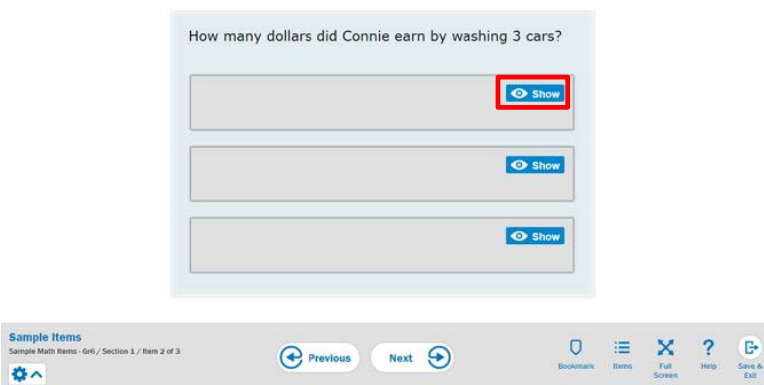 How many dollars did Connie earn by washing 3 cars?
Show
Show
Show
Sample Items
Sample Math Items - Gr6 / Section 1 / Item 2 of 3
Previous
Next
Bookmark
Items
Full
Screen
Help
Save &
Exit